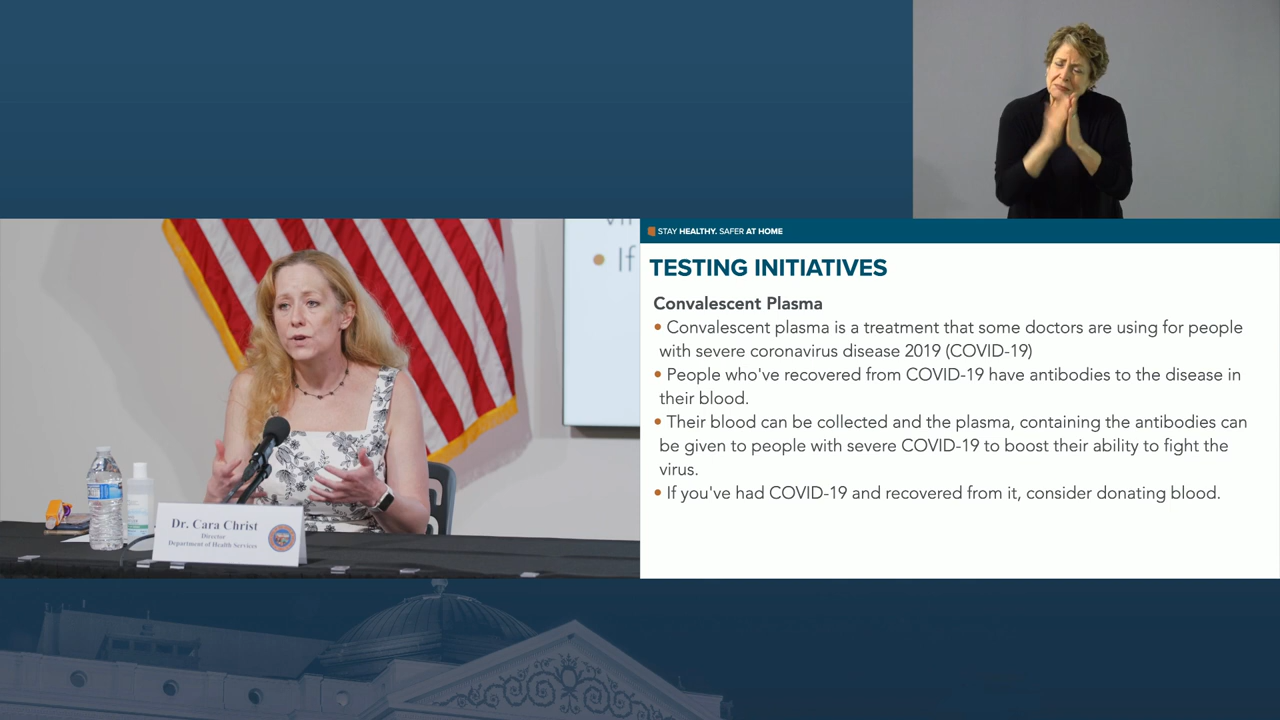 If
Dr. Cara Christ
Director
Department of Health Services
STAY HEALTHY. SAFER AT HOME
TESTING INITIATIVES
Convalescent Plasma
• Convalescent plasma is a treatment that some doctors are using for people
with severe coronavirus disease 2019 (COVID-19)
• People who've recovered from COVID-19 have antibodies to the disease in
their blood.
• Their blood can be collected and the plasma, containing the antibodies can
be given to people with severe COVID-19 to boost their ability to fight the
virus.
• If you've had COVID-19 and recovered from it, consider donating blood.